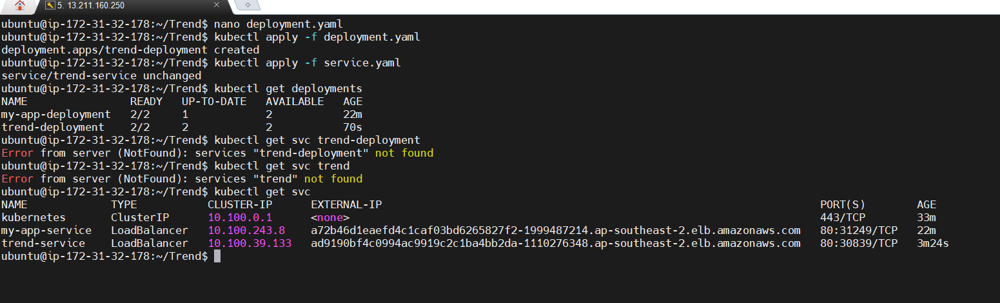 5. 13.211.160.250
ubuntu@ip-172-31-32-178:~/Trend$ nano deployment.yaml
ubuntu@ip-172-31-32-178:~/Trend$ kubectl apply -f deployment.yaml
deployment.apps/trend-deployment created
ubuntu@ip-172-31-32-178:~/Trend$ kubectl apply -f service.yaml
service/trend-service unchanged
ubuntu@ip-172-31-32-178:~/Trend$ kubectl get deployments
NAME READY UP-TO-DATE AVAILABLE AGE
my-app-deployment 2/2 1 2 22m
trend-deployment 2/2 2 2 70s
ubuntu@ip-172-31-32-178:~/Trend$ kubectl get svc trend-deployment
Error from server (NotFound): services "trend-deployment" not found
ubuntu@ip-172-31-32-178:~/Trend$ kubectl get svc trend
Error from server (NotFound): services "trend" not found
ubuntu@ip-172-31-32-178:~/Trend$ kubectl get svc
NAME TYPE CLUSTER-IP EXTERNAL-IP PORT(S) AGE
kubernetes ClusterIP 10.100.0.1 <none> 443/TCP 33m
my-app-service LoadBalancer 10.100.243.8 a72b46d1eaefd4c1caf03bd6265827f2-1999487214.ap-southeast-2.elb.amazonaws.com 80:31249/TCP 22m
trend-service LoadBalancer 10.100.39.133 ad9190bf4c0994ac9919c2c1ba4bb2da-1110276348.ap-southeast-2.elb.amazonaws.com 80:30839/TCP 3m24s
ubuntu@ip-172-31-32-178:~/Trend$